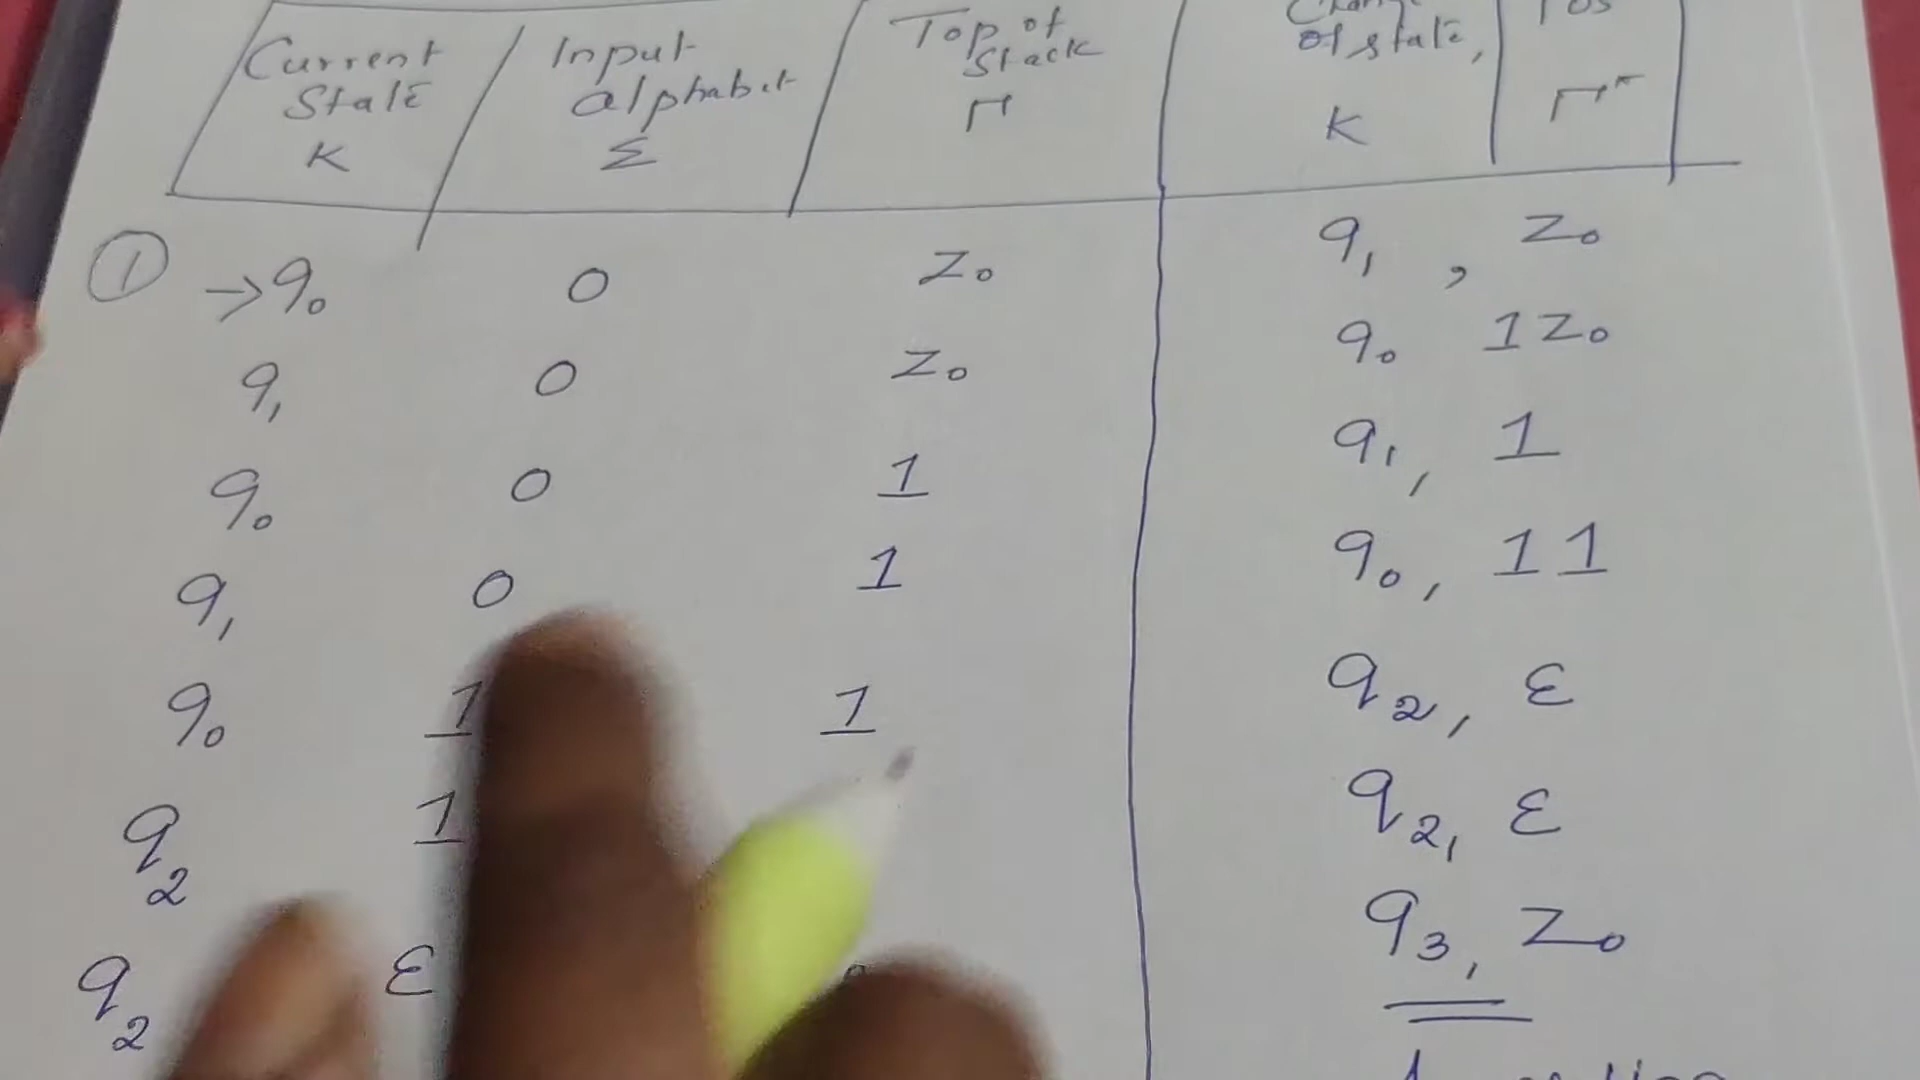 Current State K
Input alphabet Σ
Top of Stack Γ
of state, K
Γ*
① →q₀ 0 Z₀ q₁, Z₀
q₁ 0 Z₀ q₀ 1Z₀
q₀ 0 1 q₁, 1
q₁ 0 1 q₀, 11
q₀ 1 1 q₂, ε
q₂ 1 q₂, ε
q₂ ε q₃, Z₀